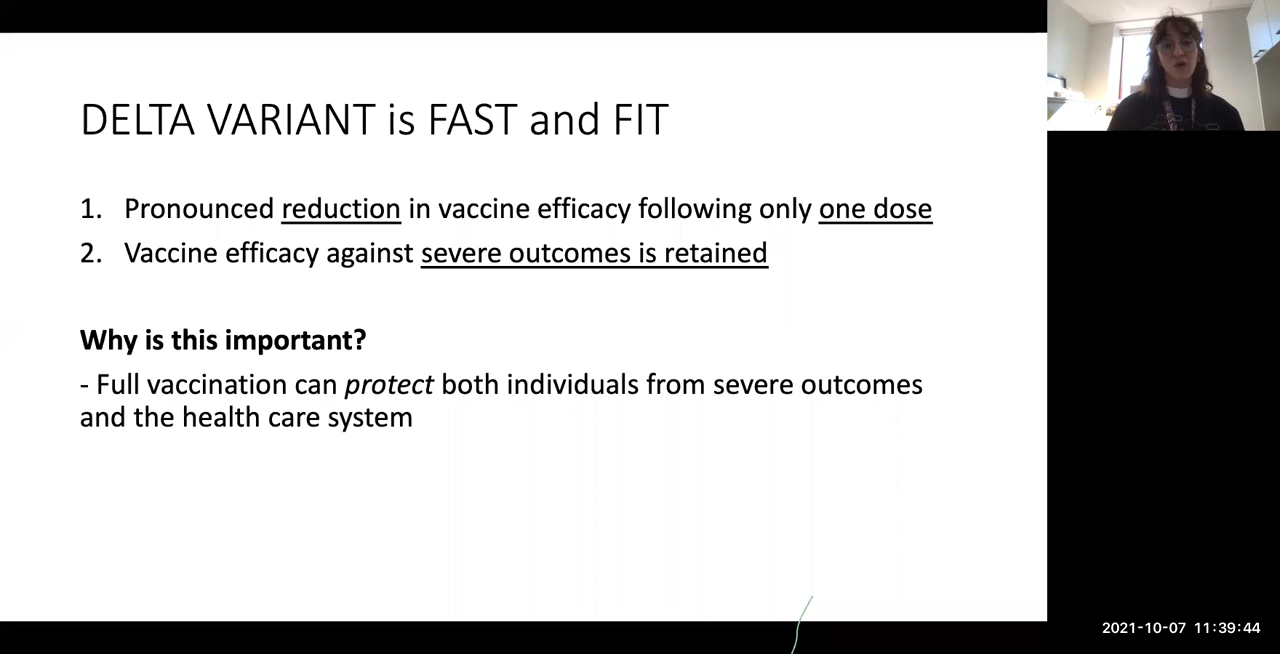 DELTA VARIANT is FAST and FIT
1. Pronounced reduction in vaccine efficacy following only one dose
2. Vaccine efficacy against severe outcomes is retained
Why is this important?
- Full vaccination can protect both individuals from severe outcomes
and the health care system
2021-10-07 11:39:44